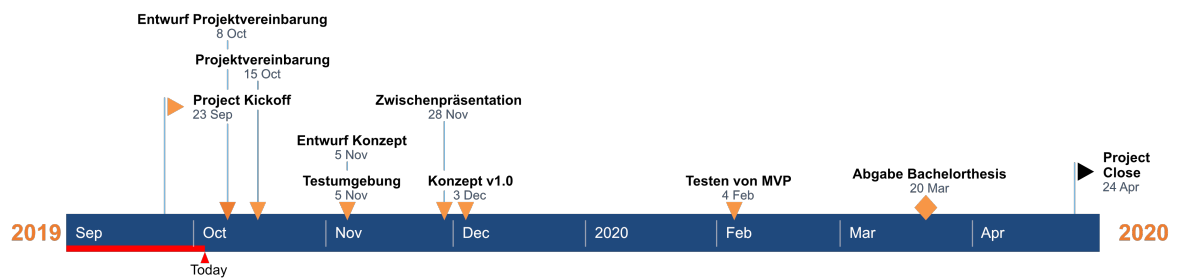 Entwurf Projektvereinbarung
8 Oct
Projektvereinbarung
15 Oct
Project Kickoff
23 Sep
Zwischenpräsentation
28 Nov
Entwurf Konzept
5 Nov
Testumgebung
5 Nov
Konzept v1.0
3 Dec
Testen von MVP
4 Feb
Abgabe Bachelorthesis
20 Mar
Project
Close
24 Apr
2019 Sep Oct Nov Dec 2020 Feb Mar Apr 2020
Today